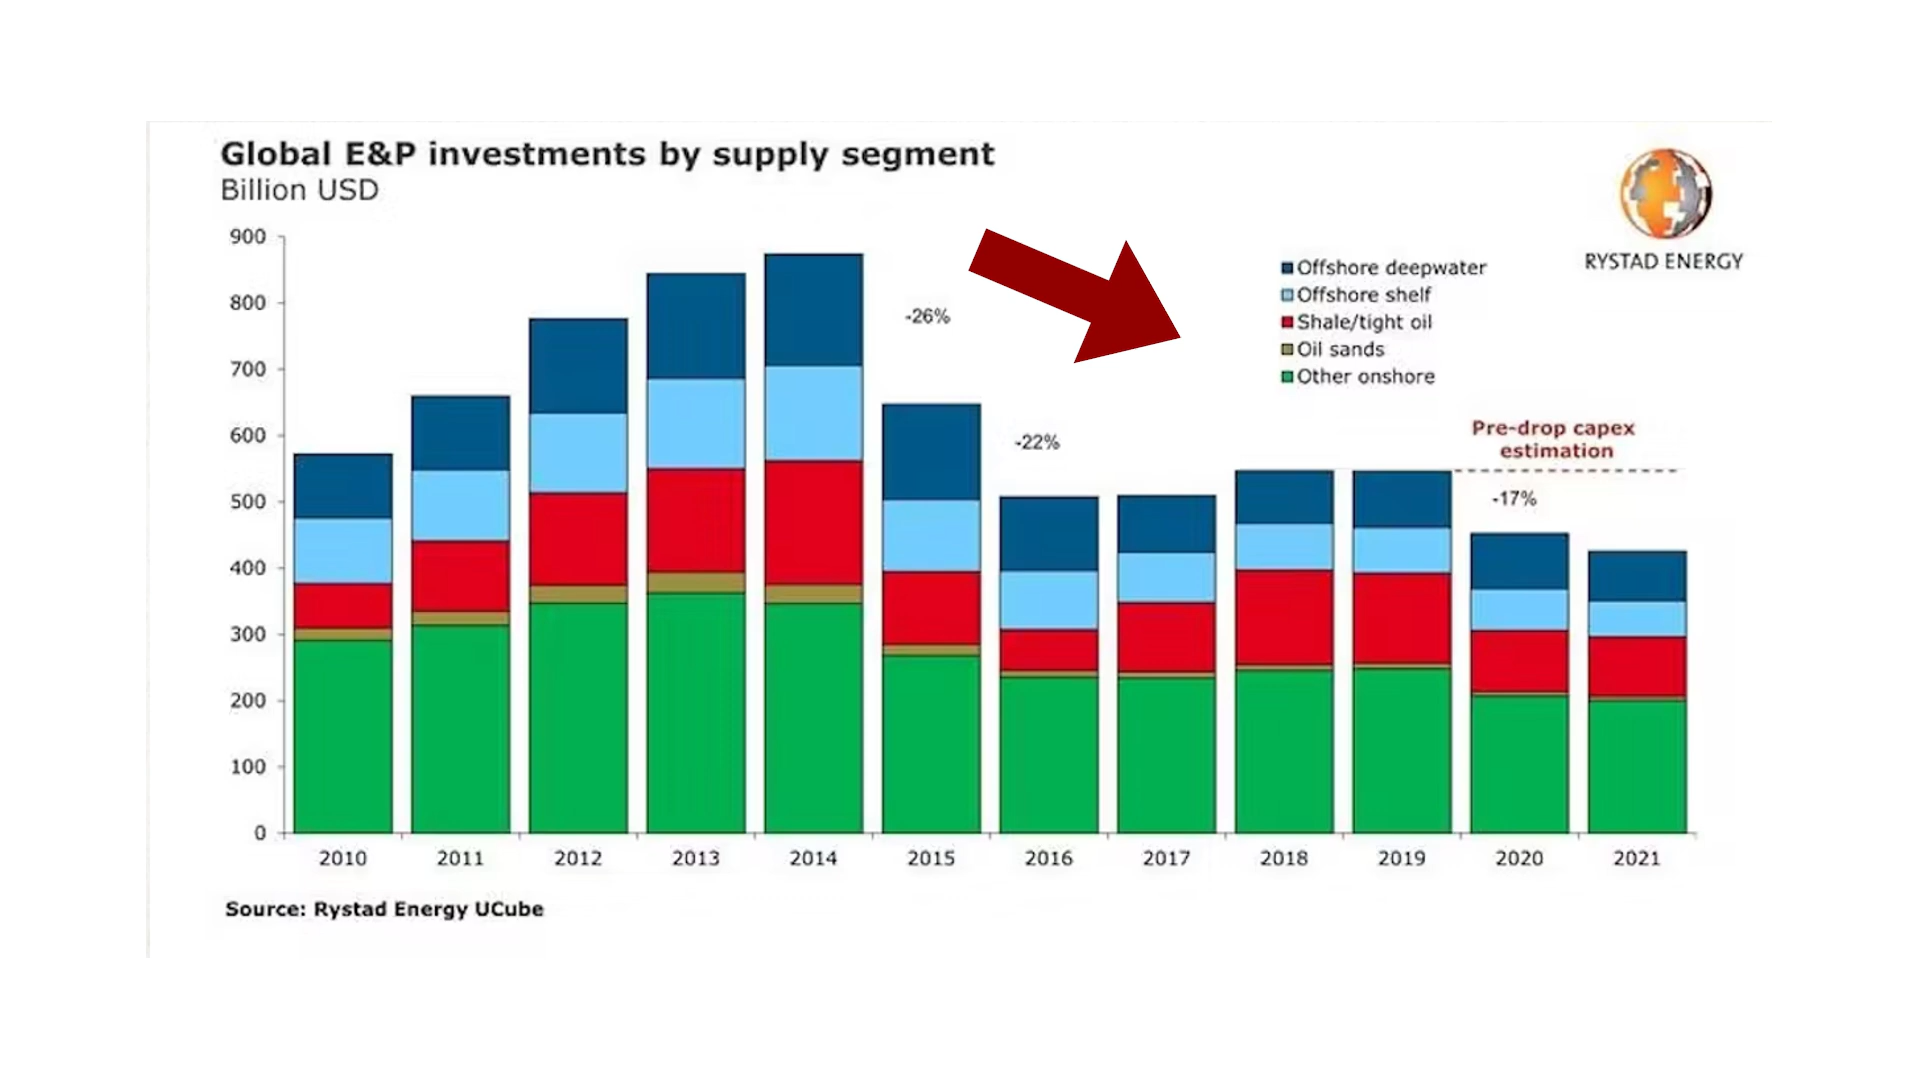 Global E&P investments by supply segment
Billion USD
RYSTAD ENERGY
900
800
700
600
500
400
300
200
100
0
-26%
-22%
-17%
Offshore deepwater
Offshore shelf
Shale/tight oil
Oil sands
Other onshore
Pre-drop capex
estimation
2010 2011 2012 2013 2014 2015 2016 2017 2018 2019 2020 2021
Source: Rystad Energy UCube